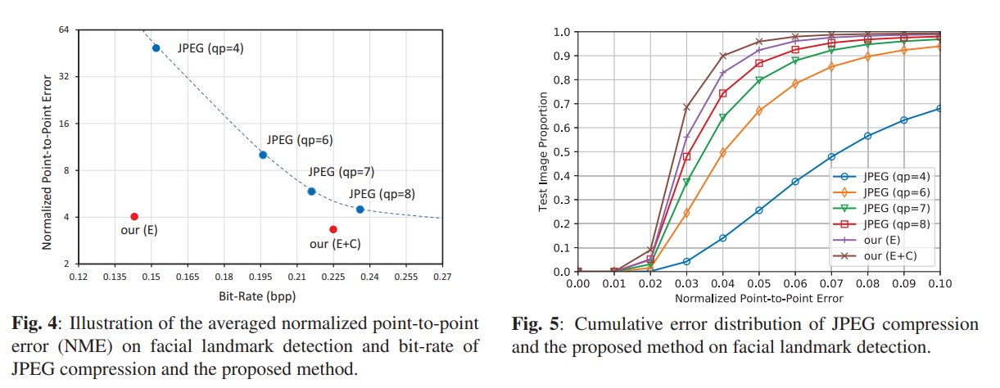 64
32
16
8
4
2
Normalized Point-to-Point Error
JPEG (qp=4)
JPEG (qp=6)
JPEG (qp=7)
JPEG (qp=8)
our (E)
our (E+C)
0.12 0.135 0.15 0.165 0.18 0.195 0.21 0.225 0.24 0.255 0.27
Bit-Rate (bpp)
Fig. 4: Illustration of the averaged normalized point-to-point
error (NME) on facial landmark detection and bit-rate of
JPEG compression and the proposed method.
1.0
0.9
0.8
0.7
0.6
0.5
0.4
0.3
0.2
0.1
0.0
Test Image Proportion
JPEG (qp=4)
JPEG (qp=6)
JPEG (qp=7)
JPEG (qp=8)
our (E)
our (E+C)
0.00 0.01 0.02 0.03 0.04 0.05 0.06 0.07 0.08 0.09 0.10
Normalized Point-to-Point Error
Fig. 5: Cumulative error distribution of JPEG compression
and the proposed method on facial landmark detection.